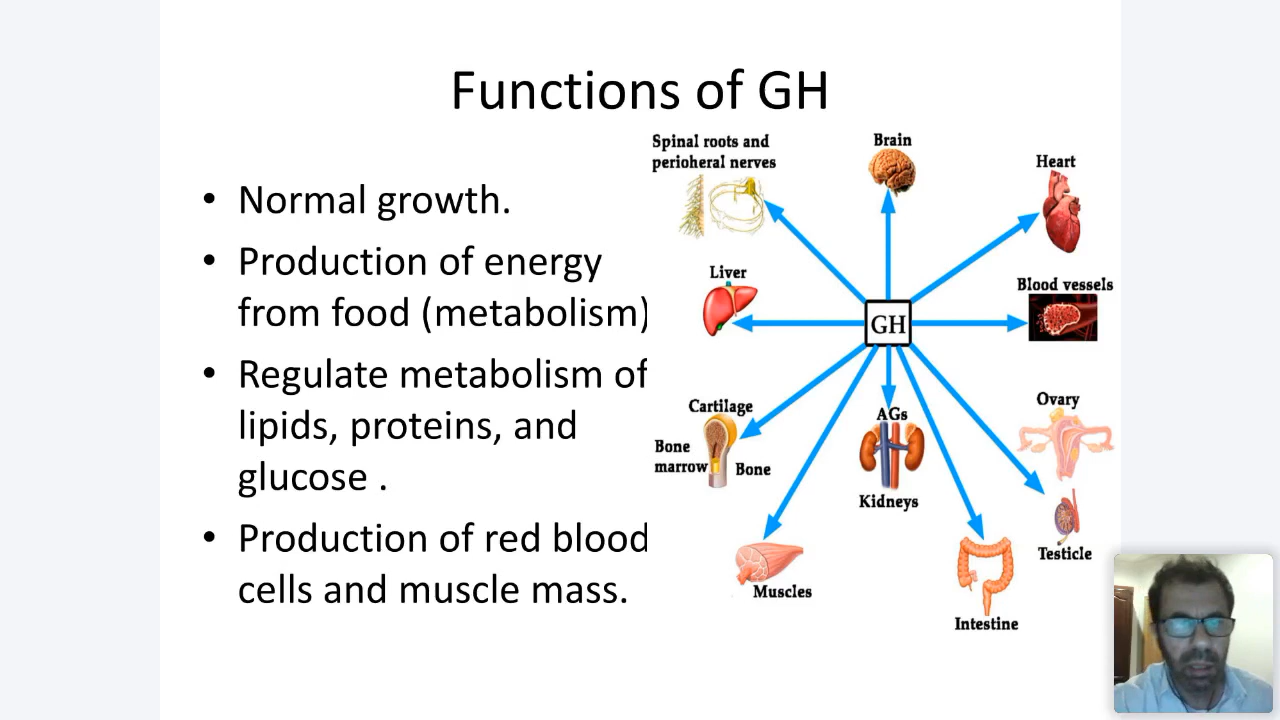 Functions of GH
• Normal growth.
• Production of energy
from food (metabolism)
• Regulate metabolism of
lipids, proteins, and
glucose .
• Production of red blood
cells and muscle mass.
Spinal roots and
perioheral nerves
Brain
Heart
Liver
Blood vessels
GH
Cartilage
Bone
marrow
Bone
AGs
Kidneys
Ovary
Testicle
Muscles
Intestine